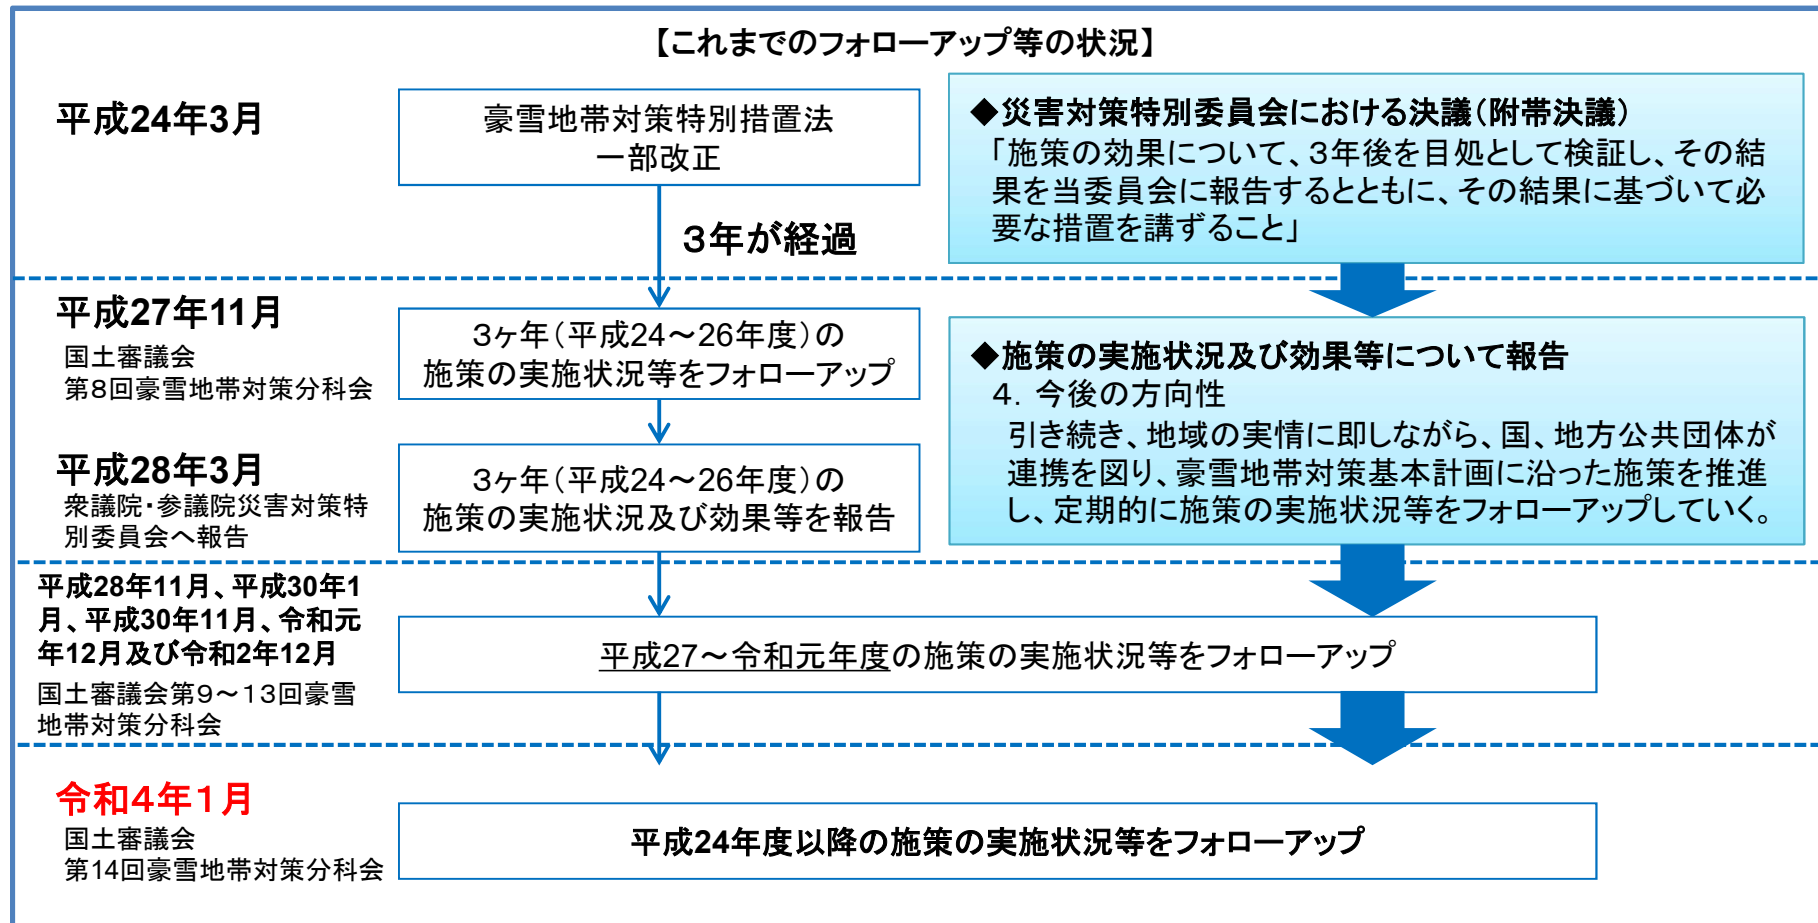 【これまでのフォローアップ等の状況】
平成24年3月
豪雪地帯対策特別措置法
一部改正
◆災害対策特別委員会における決議（附帯決議）
「施策の効果について、3年後を目処として検証し、その結
果を当委員会に報告するとともに、その結果に基づいて必
要な措置を講ずること」
３年が経過
平成27年11月
国土審議会
第8回豪雪地帯対策分科会
3ヶ年（平成24～26年度）の
施策の実施状況等をフォローアップ
◆施策の実施状況及び効果等について報告
４．今後の方向性
引き続き、地域の実情に即しながら、国、地方公共団体が
連携を図り、豪雪地帯対策基本計画に沿った施策を推進
し、定期的に施策の実施状況等をフォローアップしていく。
平成28年3月
衆議院・参議院災害対策特
別委員会へ報告
3ヶ年（平成24～26年度）の
施策の実施状況及び効果等を報告
平成28年11月、平成30年1
月、平成30年11月、令和元
年12月及び令和2年12月
国土審議会第９～１３回豪雪
地帯対策分科会
平成27～令和元年度の施策の実施状況等をフォローアップ
令和４年１月
国土審議会
第14回豪雪地帯対策分科会
平成24年度以降の施策の実施状況等をフォローアップ